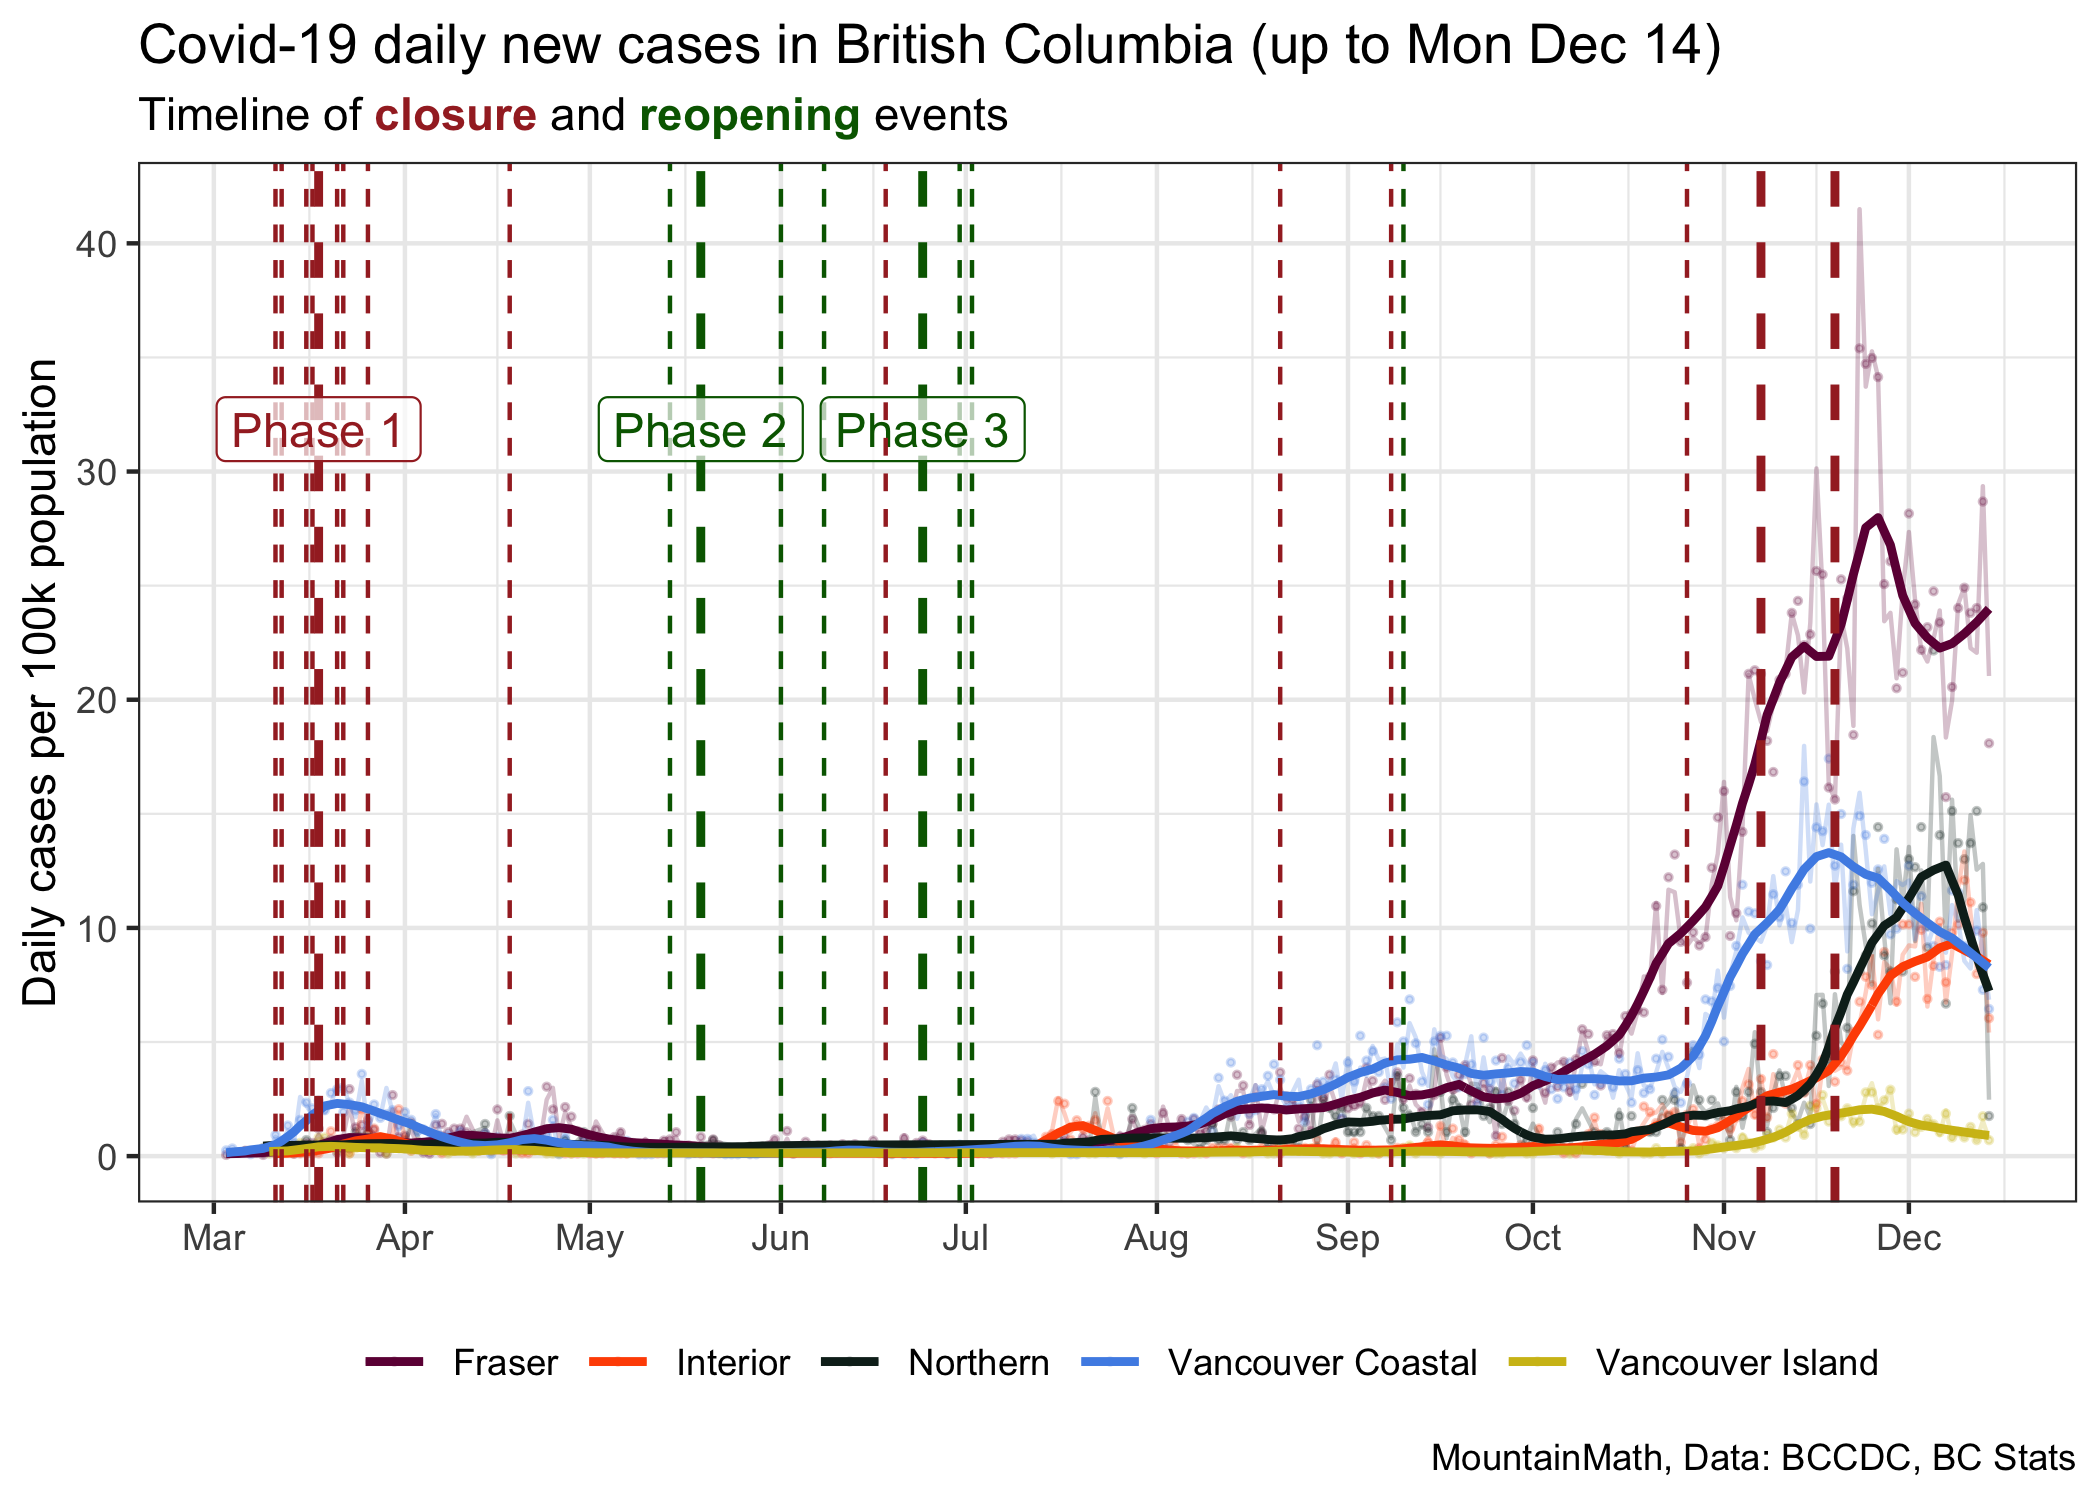 Covid-19 daily new cases in British Columbia (up to Mon Dec 14)
Timeline of closure and reopening events
Daily cases per 100k population
40
30
20
10
0
Phase 1
Phase 2
Phase 3
Mar
Apr
May
Jun
Jul
Aug
Sep
Oct
Nov
Dec
Fraser
Interior
Northern
Vancouver Coastal
Vancouver Island
MountainMath, Data: BCCDC, BC Stats